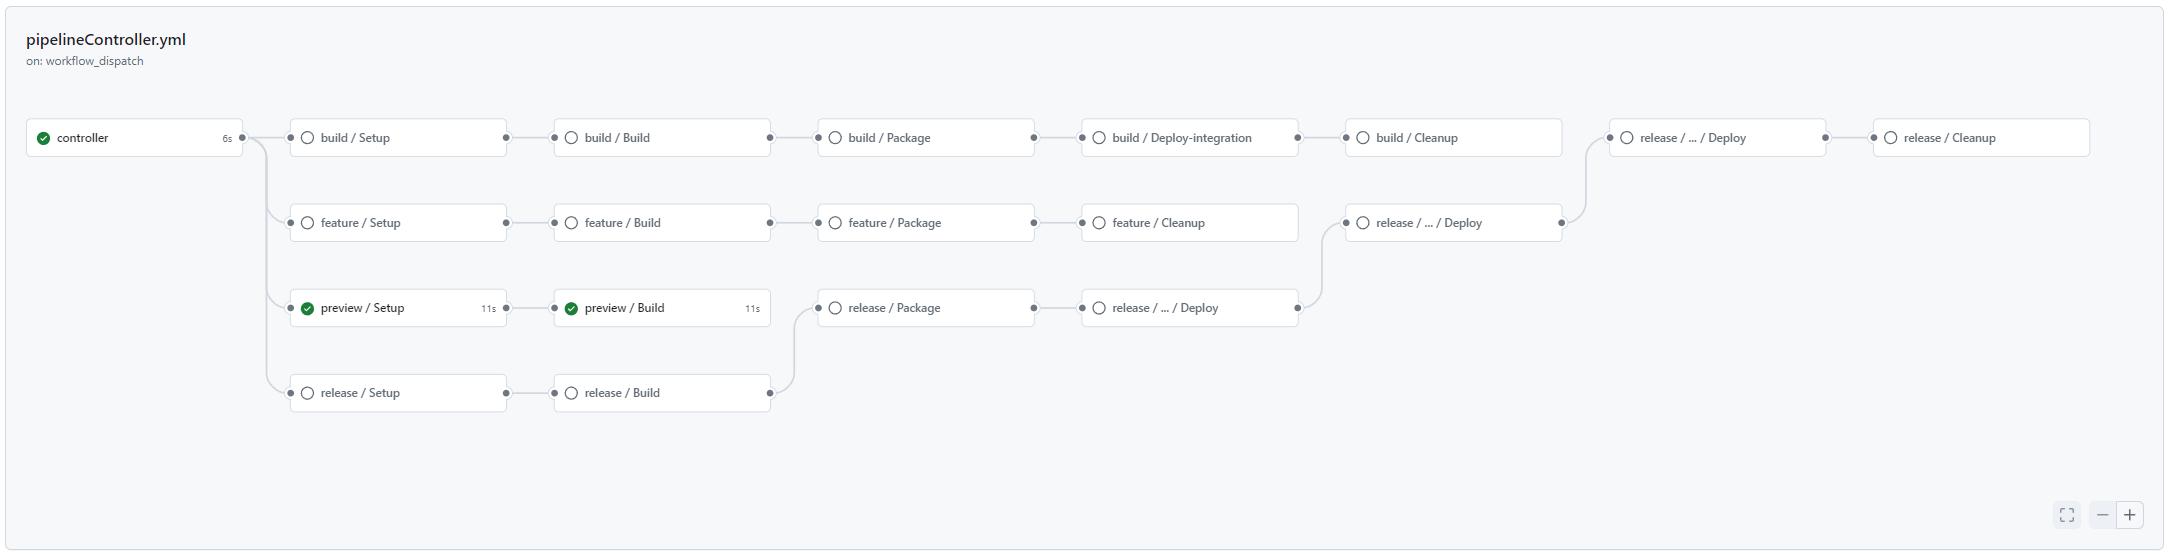 pipelineController.yml
on: workflow_dispatch
controller 6s
build / Setup
build / Build
build / Package
build / Deploy-integration
build / Cleanup
release / ... / Deploy
release / Cleanup
feature / Setup
feature / Build
feature / Package
feature / Cleanup
release / ... / Deploy
preview / Setup 11s
preview / Build 11s
release / Package
release / ... / Deploy
release / Setup
release / Build